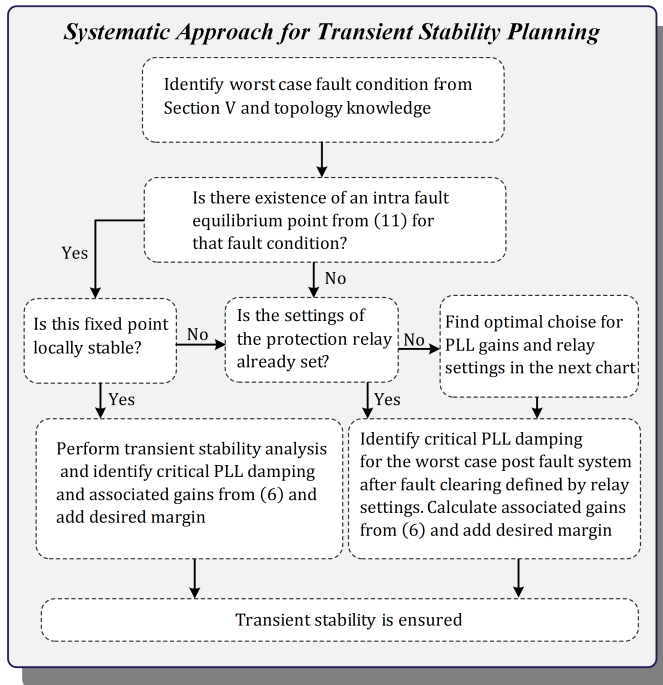 Systematic Approach for Transient Stability Planning
Identify worst case fault condition from
Section V and topology knowledge
Is there existence of an intra fault
equilibrium point from (11) for
that fault condition?
Yes
No
Is this fixed point
locally stable?
No
Is the settings of
the protection relay
already set?
No
Find optimal choise for
PLL gains and relay
settings in the next chart
Yes
Yes
Perform transient stability analysis
and identify critical PLL damping
and associated gains from (6) and
add desired margin
Identify critical PLL damping
for the worst case post fault system
after fault clearing defined by relay
settings. Calculate associated gains
from (6) and add desired margin
Transient stability is ensured